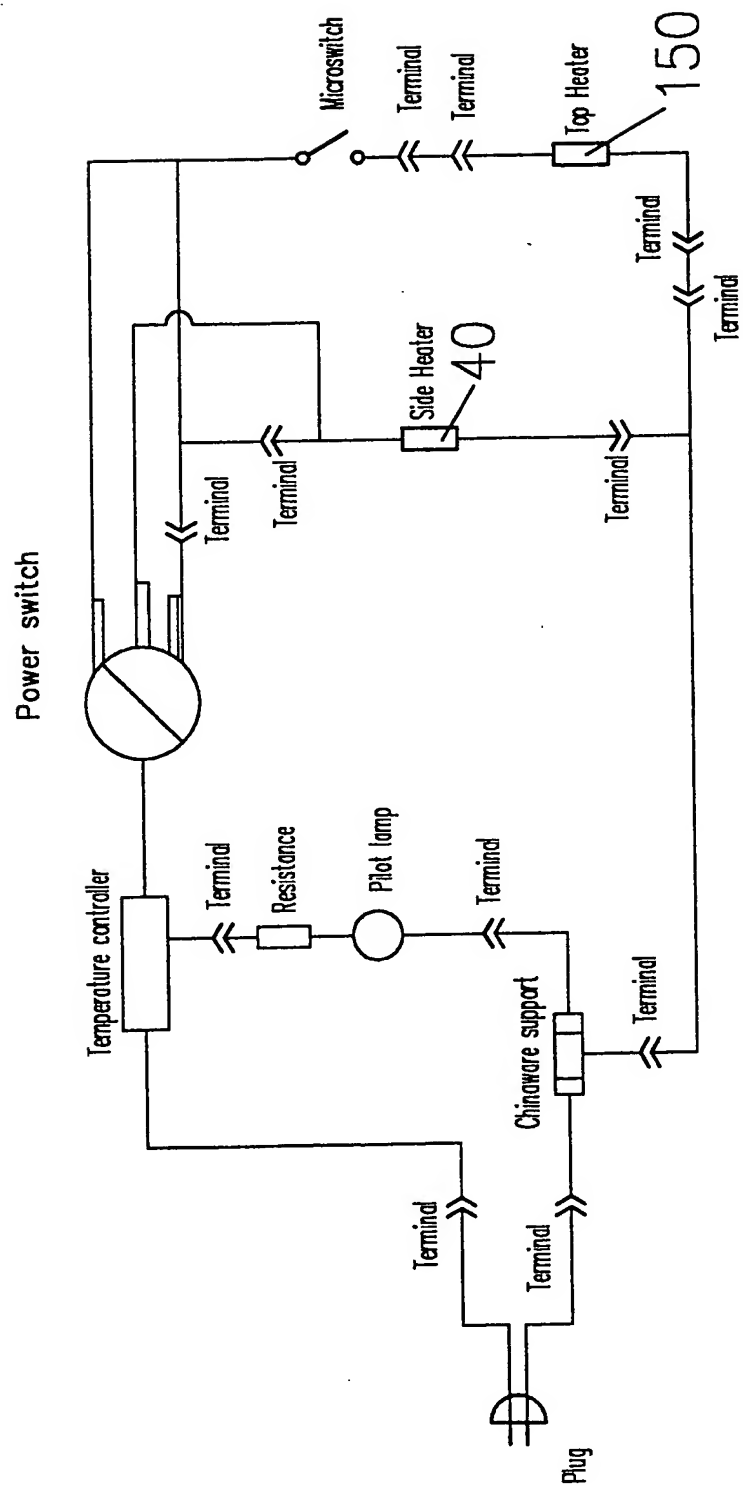 Power switch
Temperature controller
Microswitch
Terminal
Terminal
Top Heater
150
Terminal
Terminal
Side Heater
40
Terminal
Terminal
Terminal
Terminal
Resistance
Pilot lamp
Terminal
Chinaware support
Terminal
Terminal
Terminal
Plug